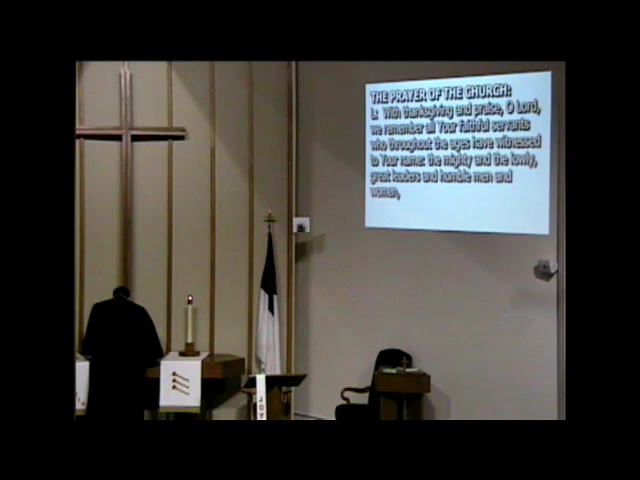 THE PRAYER OF THE CHURCH:
L: With thanksgiving and praise, O Lord,
we remember all Your faithful servants
who throughout the ages have witnessed
to Your name: the mighty and the lowly,
great leaders and humble men and
women,
JOY